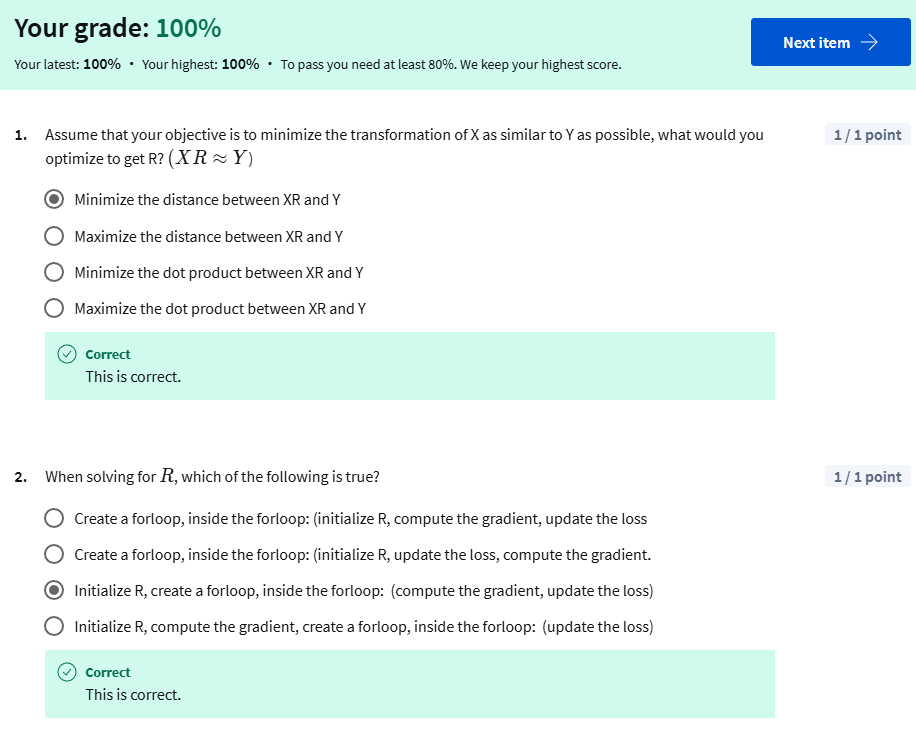 Your grade: 100%
Next item →
Your latest: 100% • Your highest: 100% • To pass you need at least 80%. We keep your highest score.
1. Assume that your objective is to minimize the transformation of X as similar to Y as possible, what would you
optimize to get R? (XR ≈ Y)
1 / 1 point
Minimize the distance between XR and Y
Maximize the distance between XR and Y
Minimize the dot product between XR and Y
Maximize the dot product between XR and Y
Correct
This is correct.
2. When solving for R, which of the following is true?
1 / 1 point
Create a forloop, inside the forloop: (initialize R, compute the gradient, update the loss
Create a forloop, inside the forloop: (initialize R, update the loss, compute the gradient.
Initialize R, create a forloop, inside the forloop: (compute the gradient, update the loss)
Initialize R, compute the gradient, create a forloop, inside the forloop: (update the loss)
Correct
This is correct.